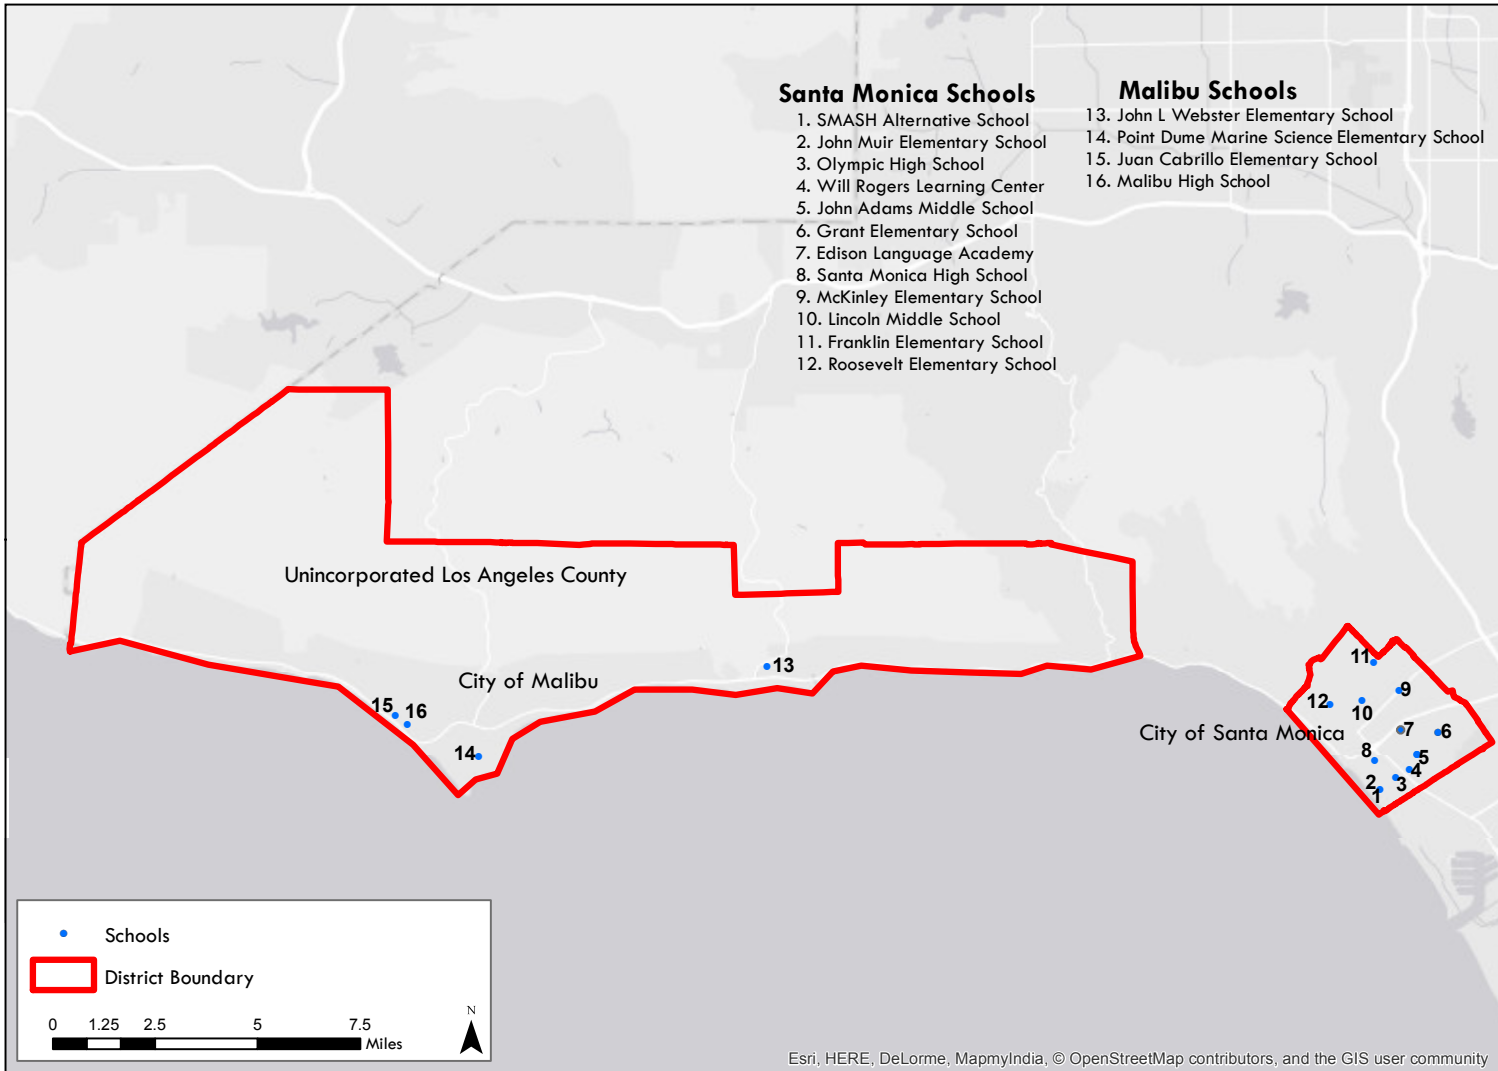 Santa Monica Schools
1. SMASH Alternative School
2. John Muir Elementary School
3. Olympic High School
4. Will Rogers Learning Center
5. John Adams Middle School
6. Grant Elementary School
7. Edison Language Academy
8. Santa Monica High School
9. McKinley Elementary School
10. Lincoln Middle School
11. Franklin Elementary School
12. Roosevelt Elementary School
Malibu Schools
13. John L Webster Elementary School
14. Point Dume Marine Science Elementary School
15. Juan Cabrillo Elementary School
16. Malibu High School
Unincorporated Los Angeles County
City of Malibu
13
15
16
14
11
9
12
10
City of Santa Monica
7
6
8
5
4
2
3
1
Schools
District Boundary
0 1.25 2.5 5 7.5
Miles
N
Esri, HERE, DeLorme, MapmyIndia, © OpenStreetMap contributors, and the GIS user community